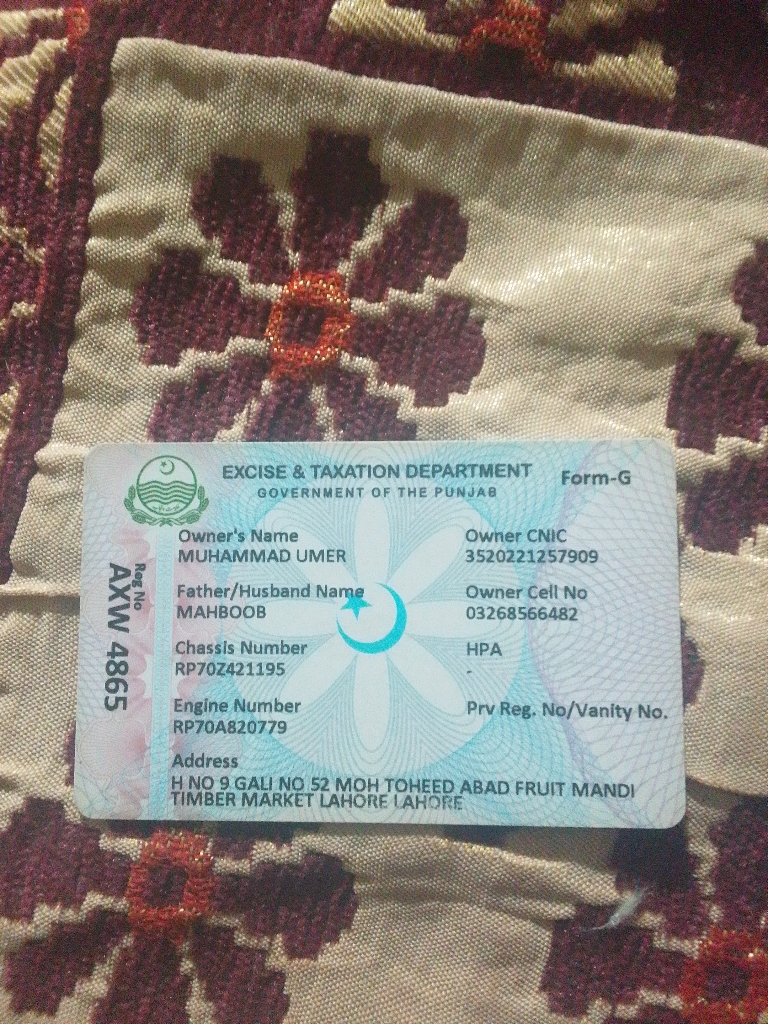 EXCISE & TAXATION DEPARTMENT
GOVERNMENT OF THE PUNJAB
Form-G
Reg No
AXW 4865
Owner's Name
MUHAMMAD UMER
Owner CNIC
3520221257909
Father/Husband Name
MAHBOOB
Owner Cell No
03268566482
Chassis Number
RP70Z421195
HPA
-
Engine Number
RP70A820779
Prv Reg. No/Vanity No.
Address
H NO 9 GALI NO 52 MOH TOHEED ABAD FRUIT MANDI
TIMBER MARKET LAHORE LAHORE